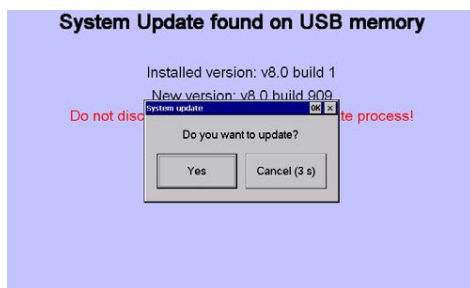 System Update found on USB memory
Installed version: v8.0 build 1
New version: v8.0 build 909
Do not disc te process!
System update OK ×
Do you want to update?
Yes Cancel (3 s)